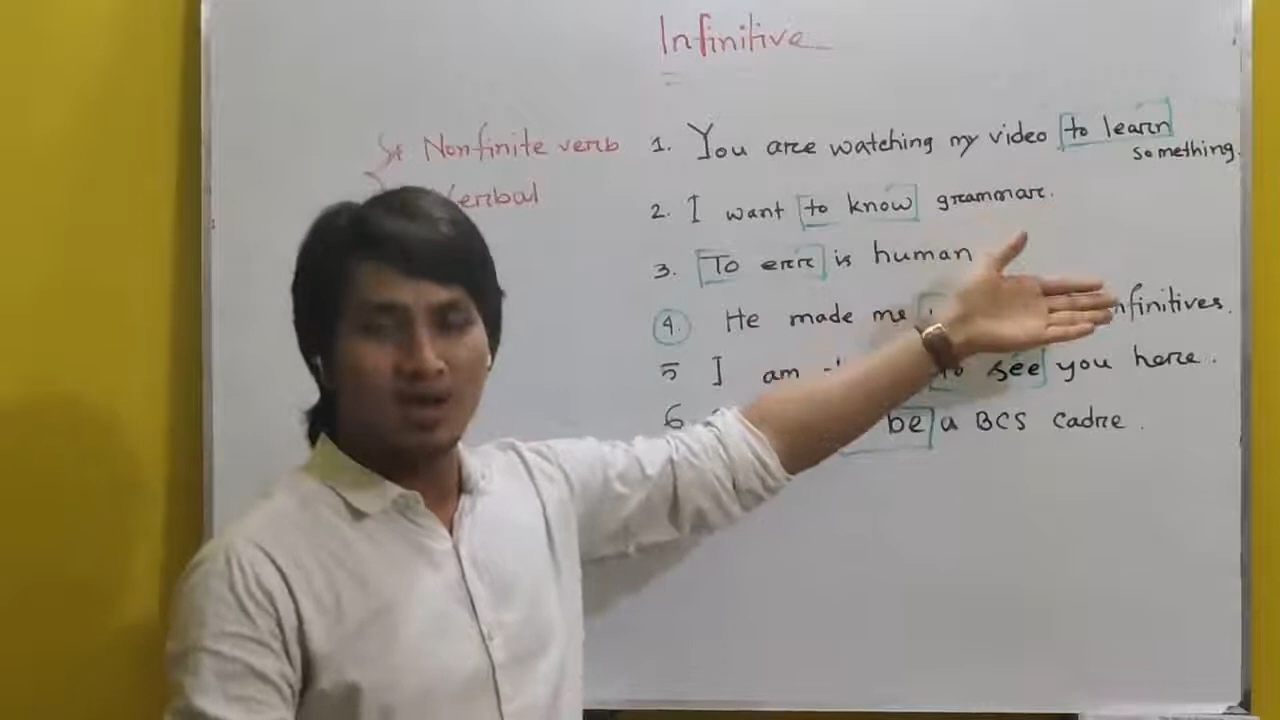 Infinitive
Nonfinite verb
Verbal
1. You are watching my video to learn
something.
2. I want to know grammar.
3. To err is human
4. He made me nfinitives.
5 I am to see you here.
6 be a BCS Cadre.